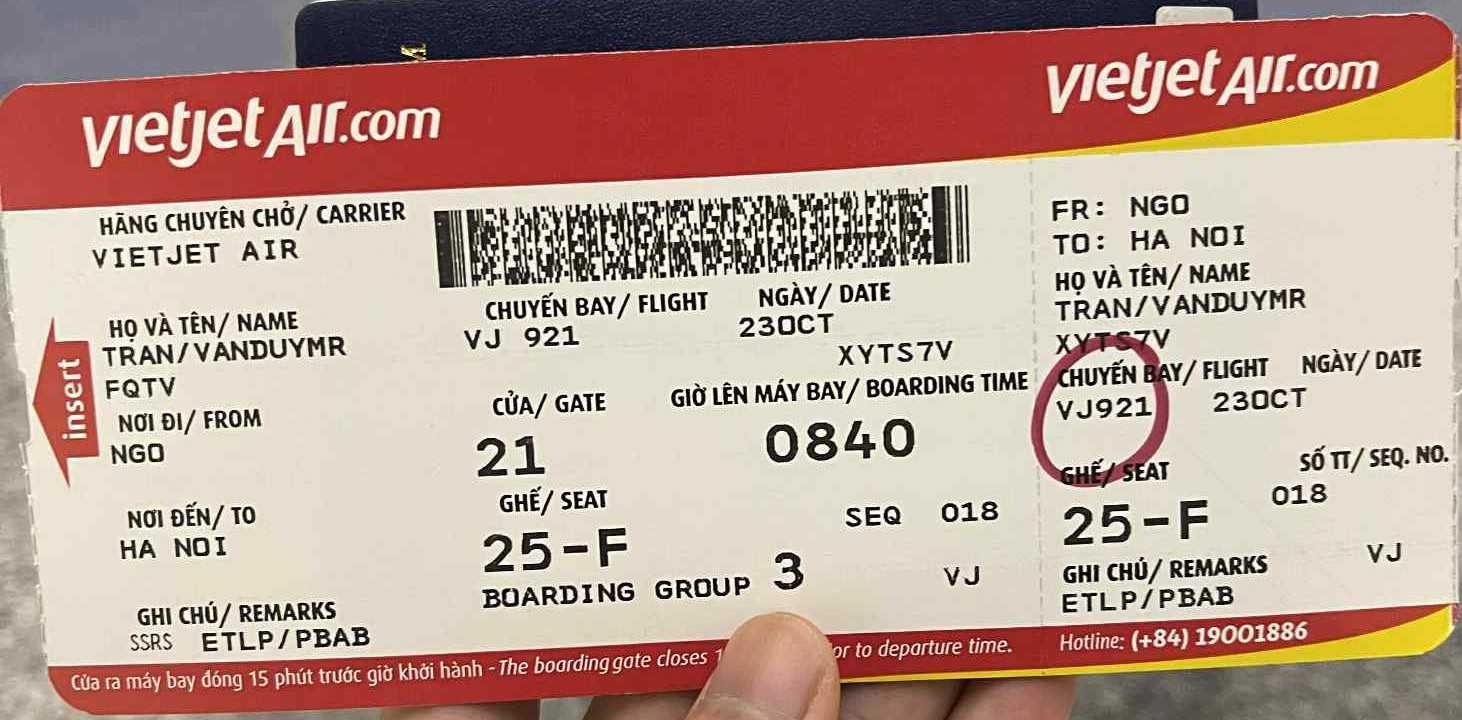 vietjetAir.com
HÃNG CHUYÊN CHỞ/ CARRIER
VIETJET AIR
HỌ VÀ TÊN/ NAME
TRAN/VANDUYMR
FQTV
NƠI ĐI/ FROM
NGO
NƠI ĐẾN/ TO
HA NOI
GHI CHÚ/ REMARKS
SSRS ETLP/PBAB
insert
CHUYẾN BAY/ FLIGHT NGÀY/ DATE
VJ 921 23OCT
XYTS7V
CỬA/ GATE GIỜ LÊN MÁY BAY/ BOARDING TIME
21 0840
GHẾ/ SEAT
25-F SEQ 018
BOARDING GROUP 3 VJ
Cửa ra máy bay đóng 15 phút trước giờ khởi hành - The boarding gate closes or to departure time.
vietjetAir.com
FR: NGO
TO: HA NOI
HỌ VÀ TÊN/ NAME
TRAN/VANDUYMR
XYTS7V
CHUYẾN BAY/ FLIGHT NGÀY/ DATE
VJ921 23OCT
GHẾ/ SEAT SỐ TT/ SEQ. NO.
25-F 018
GHI CHÚ/ REMARKS VJ
ETLP/PBAB
Hotline: (+84) 19001886